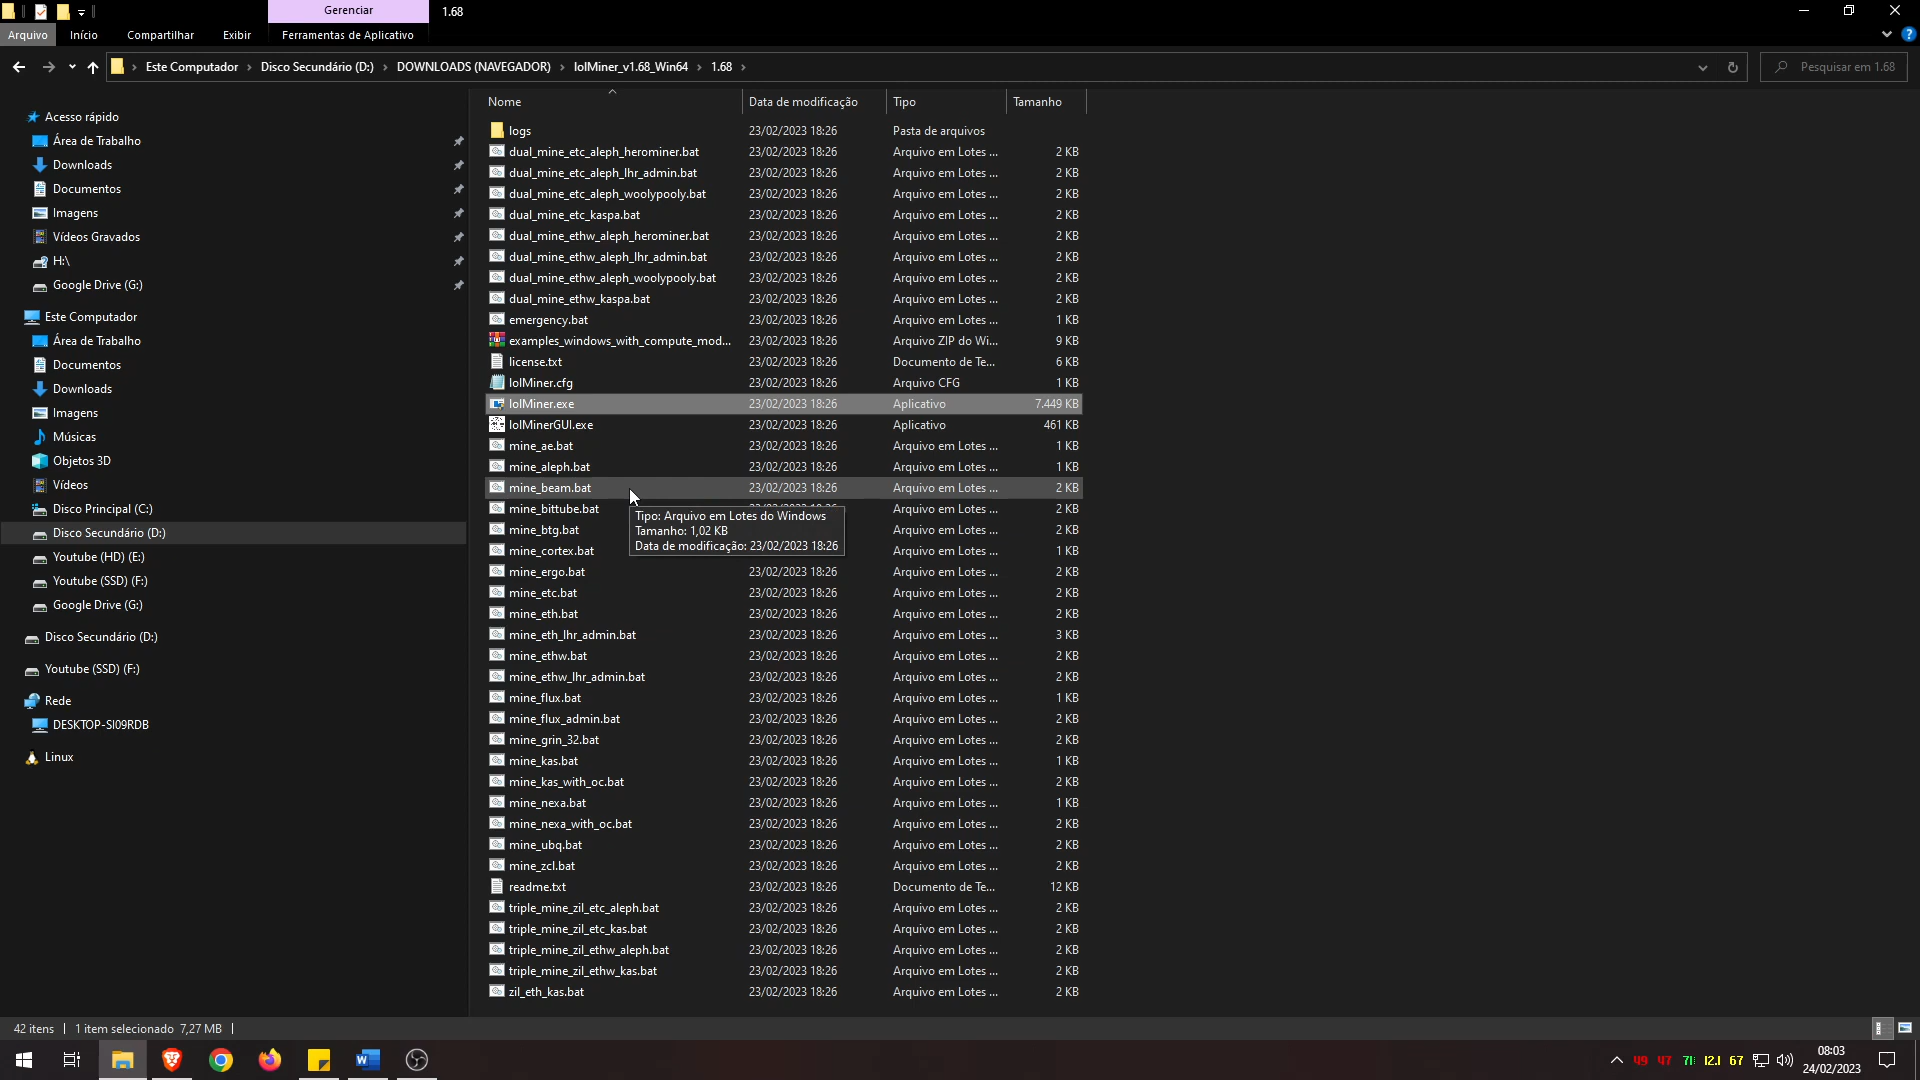 Gerenciar
1.68
Arquivo
Início
Compartilhar
Exibir
Ferramentas de Aplicativo
Este Computador
Disco Secundário (D:)
DOWNLOADS (NAVEGADOR)
lolMiner_v1.68_Win64
1.68
Pesquisar em 1.68
Acesso rápido
Área de Trabalho
Downloads
Documentos
Imagens
Vídeos Gravados
H:\
Google Drive (G:)
Este Computador
Área de Trabalho
Documentos
Downloads
Imagens
Músicas
Objetos 3D
Vídeos
Disco Principal (C:)
Disco Secundário (D:)
Youtube (HD) (E:)
Youtube (SSD) (F:)
Google Drive (G:)
Disco Secundário (D:)
Youtube (SSD) (F:)
Rede
DESKTOP-SI09RDB
Linux
Nome Data de modificação Tipo Tamanho
logs 23/02/2023 18:26 Pasta de arquivos
dual_mine_etc_aleph_herominer.bat 23/02/2023 18:26 Arquivo em Lotes ... 2 KB
dual_mine_etc_aleph_lhr_admin.bat 23/02/2023 18:26 Arquivo em Lotes ... 2 KB
dual_mine_etc_aleph_woolypooly.bat 23/02/2023 18:26 Arquivo em Lotes ... 2 KB
dual_mine_etc_kaspa.bat 23/02/2023 18:26 Arquivo em Lotes ... 2 KB
dual_mine_ethw_aleph_herominer.bat 23/02/2023 18:26 Arquivo em Lotes ... 2 KB
dual_mine_ethw_aleph_lhr_admin.bat 23/02/2023 18:26 Arquivo em Lotes ... 2 KB
dual_mine_ethw_aleph_woolypooly.bat 23/02/2023 18:26 Arquivo em Lotes ... 2 KB
dual_mine_ethw_kaspa.bat 23/02/2023 18:26 Arquivo em Lotes ... 2 KB
emergency.bat 23/02/2023 18:26 Arquivo em Lotes ... 1 KB
examples_windows_with_compute_mod... 23/02/2023 18:26 Arquivo ZIP do Wi... 9 KB
license.txt 23/02/2023 18:26 Documento de Te... 6 KB
lolMiner.cfg 23/02/2023 18:26 Arquivo CFG 1 KB
lolMiner.exe 23/02/2023 18:26 Aplicativo 7.449 KB
lolMinerGUI.exe 23/02/2023 18:26 Aplicativo 461 KB
mine_ae.bat 23/02/2023 18:26 Arquivo em Lotes ... 1 KB
mine_aleph.bat 23/02/2023 18:26 Arquivo em Lotes ... 1 KB
mine_beam.bat 23/02/2023 18:26 Arquivo em Lotes ... 2 KB
mine_bittube.bat Arquivo em Lotes ... 2 KB
mine_btg.bat Arquivo em Lotes ... 2 KB
mine_cortex.bat Arquivo em Lotes ... 2 KB
Tipo: Arquivo em Lotes do Windows
Tamanho: 1,02 KB
Data de modificação: 23/02/2023 18:26
mine_ergo.bat 23/02/2023 18:26 Arquivo em Lotes ... 2 KB
mine_etc.bat 23/02/2023 18:26 Arquivo em Lotes ... 2 KB
mine_eth.bat 23/02/2023 18:26 Arquivo em Lotes ... 2 KB
mine_eth_lhr_admin.bat 23/02/2023 18:26 Arquivo em Lotes ... 3 KB
mine_ethw.bat 23/02/2023 18:26 Arquivo em Lotes ... 2 KB
mine_ethw_lhr_admin.bat 23/02/2023 18:26 Arquivo em Lotes ... 2 KB
mine_flux.bat 23/02/2023 18:26 Arquivo em Lotes ... 1 KB
mine_flux_admin.bat 23/02/2023 18:26 Arquivo em Lotes ... 2 KB
mine_grin_32.bat 23/02/2023 18:26 Arquivo em Lotes ... 2 KB
mine_kas.bat 23/02/2023 18:26 Arquivo em Lotes ... 1 KB
mine_kas_with_oc.bat 23/02/2023 18:26 Arquivo em Lotes ... 2 KB
mine_nexa.bat 23/02/2023 18:26 Arquivo em Lotes ... 1 KB
mine_nexa_with_oc.bat 23/02/2023 18:26 Arquivo em Lotes ... 2 KB
mine_ubq.bat 23/02/2023 18:26 Arquivo em Lotes ... 2 KB
mine_zcl.bat 23/02/2023 18:26 Arquivo em Lotes ... 2 KB
readme.txt 23/02/2023 18:26 Documento de Te... 12 KB
triple_mine_zil_etc_aleph.bat 23/02/2023 18:26 Arquivo em Lotes ... 2 KB
triple_mine_zil_etc_kas.bat 23/02/2023 18:26 Arquivo em Lotes ... 2 KB
triple_mine_zil_ethw_aleph.bat 23/02/2023 18:26 Arquivo em Lotes ... 2 KB
triple_mine_zil_ethw_kas.bat 23/02/2023 18:26 Arquivo em Lotes ... 2 KB
zil_eth_kas.bat 23/02/2023 18:26 Arquivo em Lotes ... 2 KB
42 itens 1 item selecionado 7,27 MB
49 47 71 12.1 67
08:03
24/02/2023